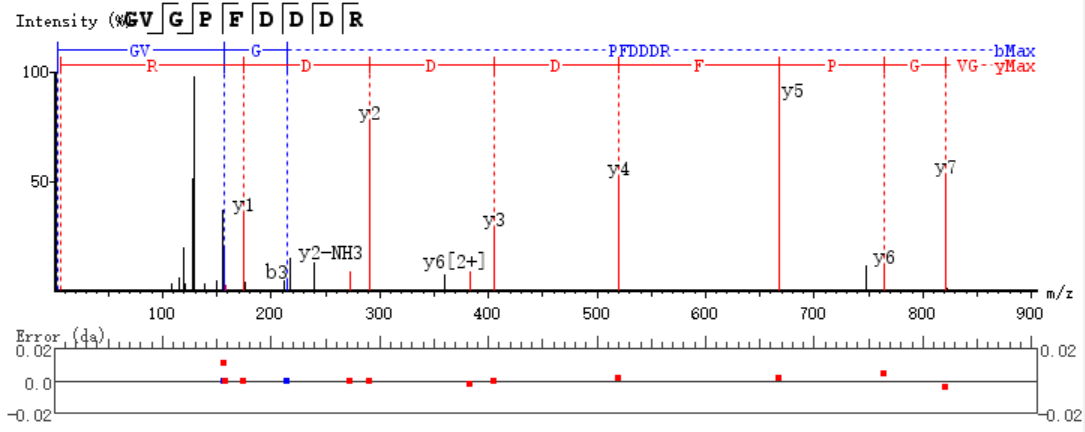 Intensity (%) GV G P F D D D R
GV G PFDDDR bMax
R D D D F P G VG yMax
100
50
y1
b3
y2-NH3
y2
y6[2+]
y3
y4
y5
y6
y7
100 200 300 400 500 600 700 800 900 m/z
Error (da)
0.02 0.02
0.0
-0.02 -0.02